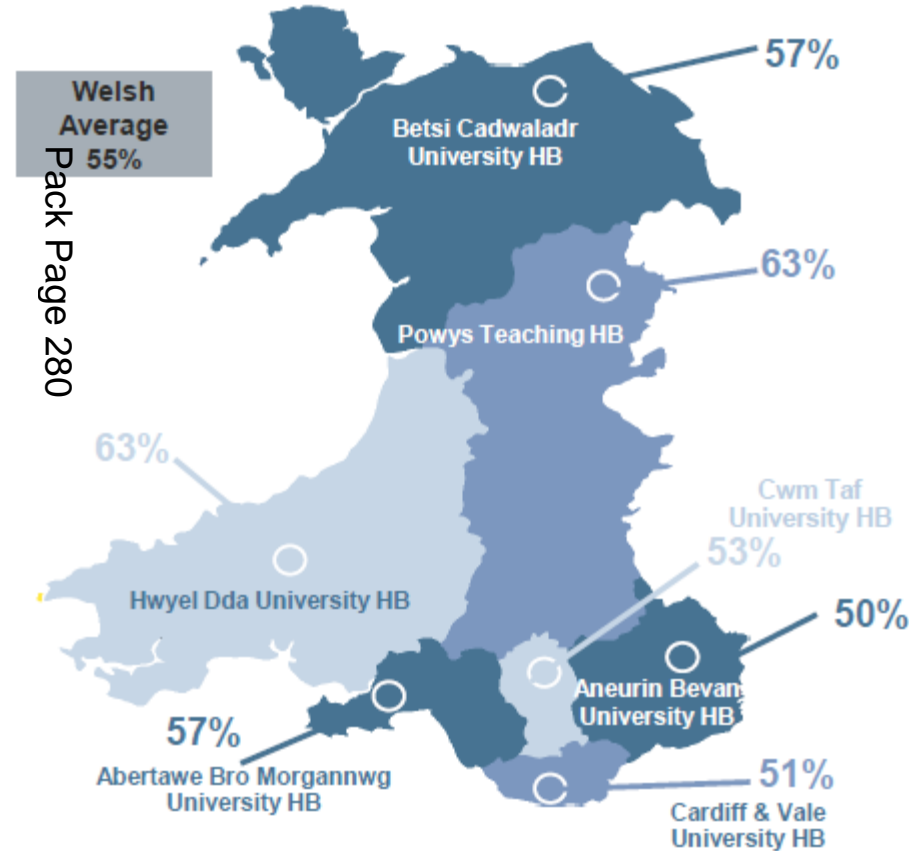 57%
Welsh
Average
55%
Betsi Cadwaladr
University HB
Pack Page 280
63%
Powys Teaching HB
63%
Cwm Taf
University HB
53%
Hwyel Dda University HB
50%
Aneurin Bevan
University HB
57%
Abertawe Bro Morgannwg
University HB
51%
Cardiff & Vale
University HB